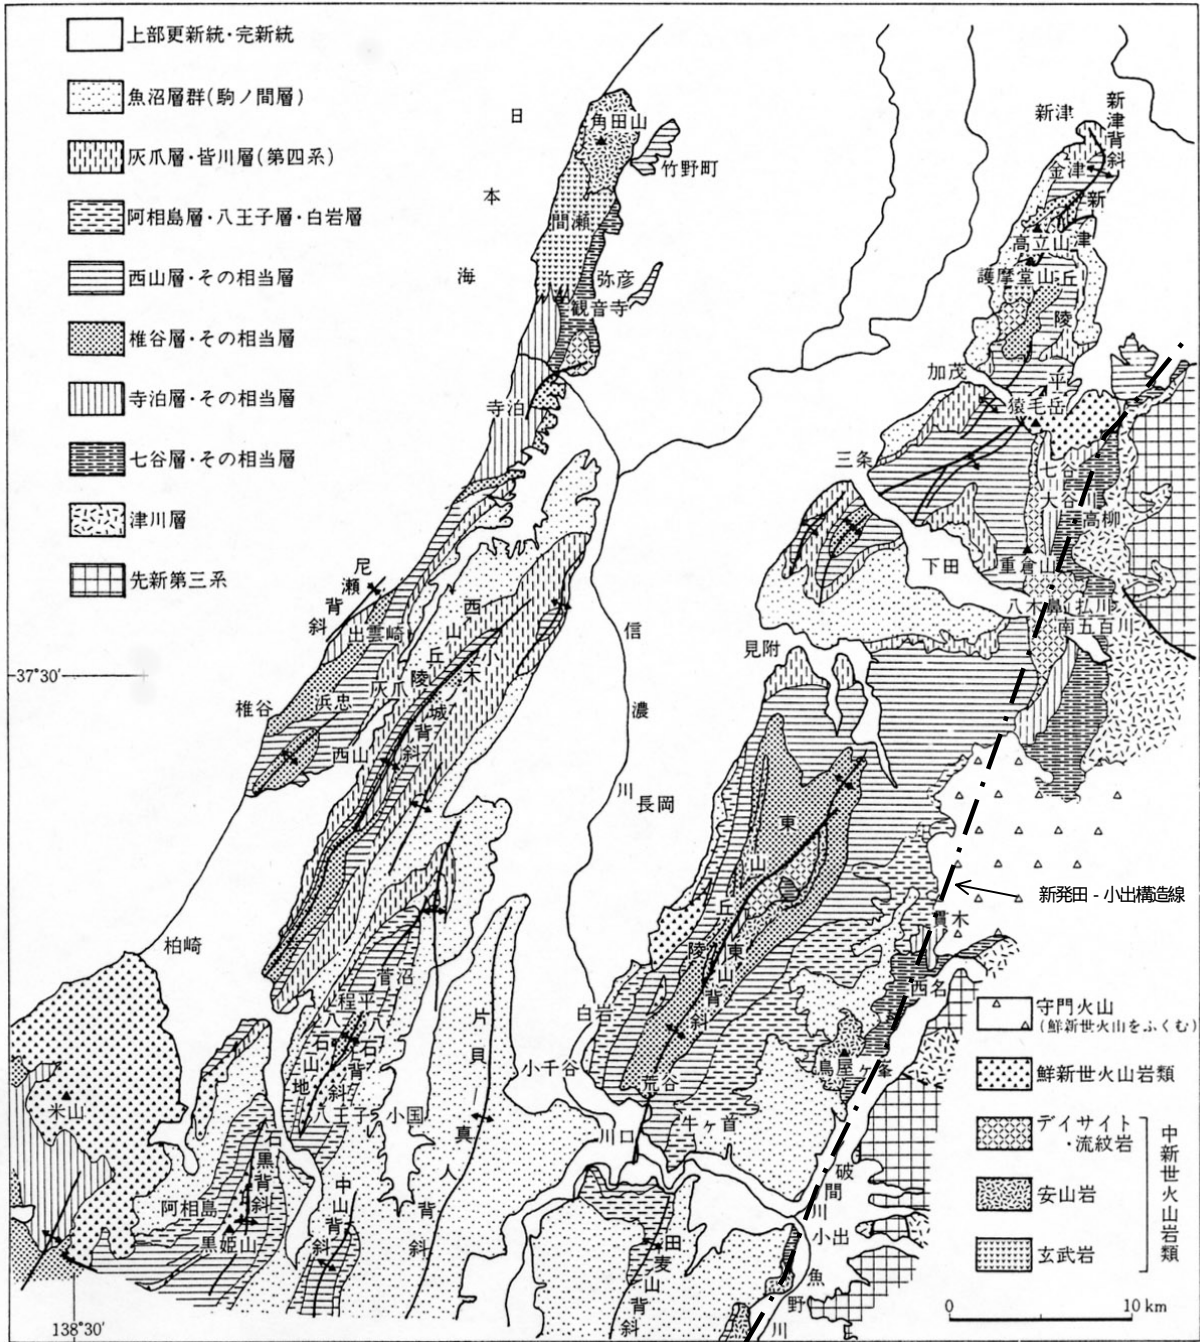 上部更新統・完新統
魚沼層群(駒ノ間層)
灰爪層・皆川層(第四系)
阿相島層・八王子層・白岩層
西山層・その相当層
椎谷層・その相当層
寺泊層・その相当層
七谷層・その相当層
津川層
先新第三系
日本海
角田山
竹野町
間瀬
弥彦
観音寺
寺泊
新津
新津背斜
金津
新津丘陵
高立山
護摩堂山
加茂
平
猿毛岳
三条
七谷
大谷川
高柳
下田
重倉山
八木鼻
払川
南五百川
見附
尼瀬背斜
出雲崎
西山丘陵
灰爪
浜忠
椎谷
西山
木城背斜
信濃川
長岡
37°30'
東山丘陵
東山背斜
新発田 - 小出構造線
貫木
西名
柏崎
菅沼
程平
八石山地
八石背斜
八王子
小国
片貝―真人背斜
白岩
小千谷
荒谷
川口
牛ヶ首
鳥屋ヶ峯
破間川
小出
魚野川
田麦山背斜
米山
阿相島
黒姫山
石黒背斜
中山背斜
守門火山
(鮮新世火山をふくむ)
鮮新世火山岩類
デイサイト
・流紋岩
安山岩
玄武岩
中新世火山岩類
0 10 km
138°30'